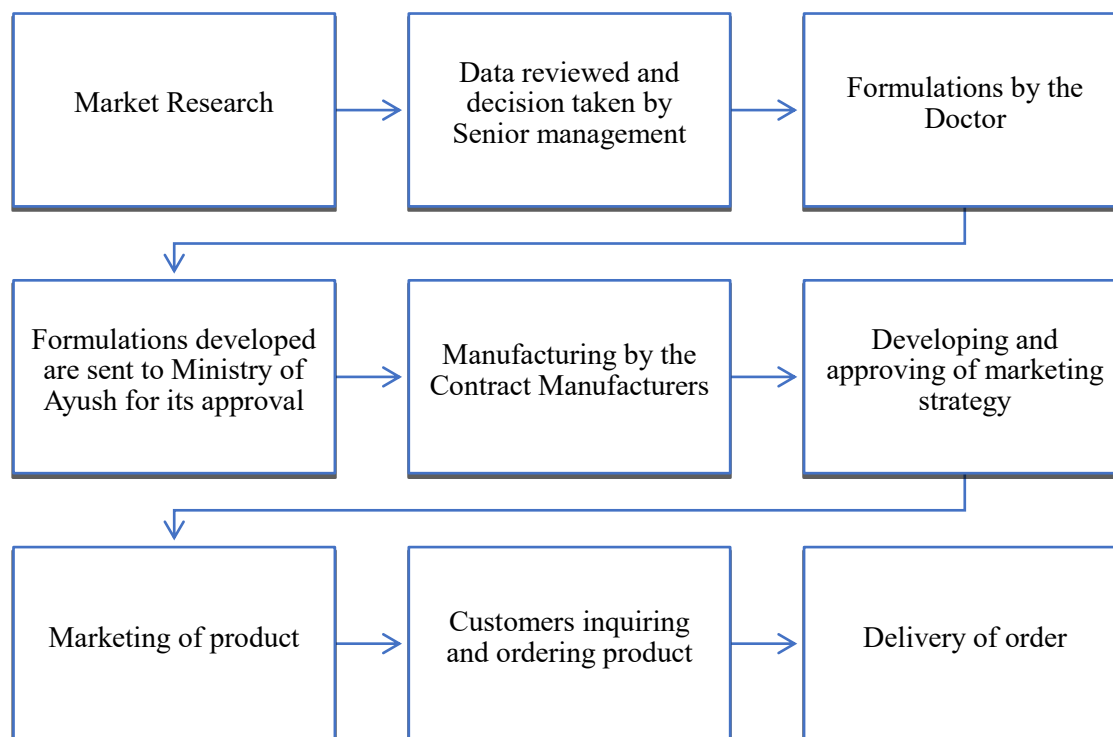 Market Research
Data reviewed and
decision taken by
Senior management
Formulations by the
Doctor
Formulations developed
are sent to Ministry of
Ayush for its approval
Manufacturing by the
Contract Manufacturers
Developing and
approving of marketing
strategy
Marketing of product
Customers inquiring
and ordering product
Delivery of order